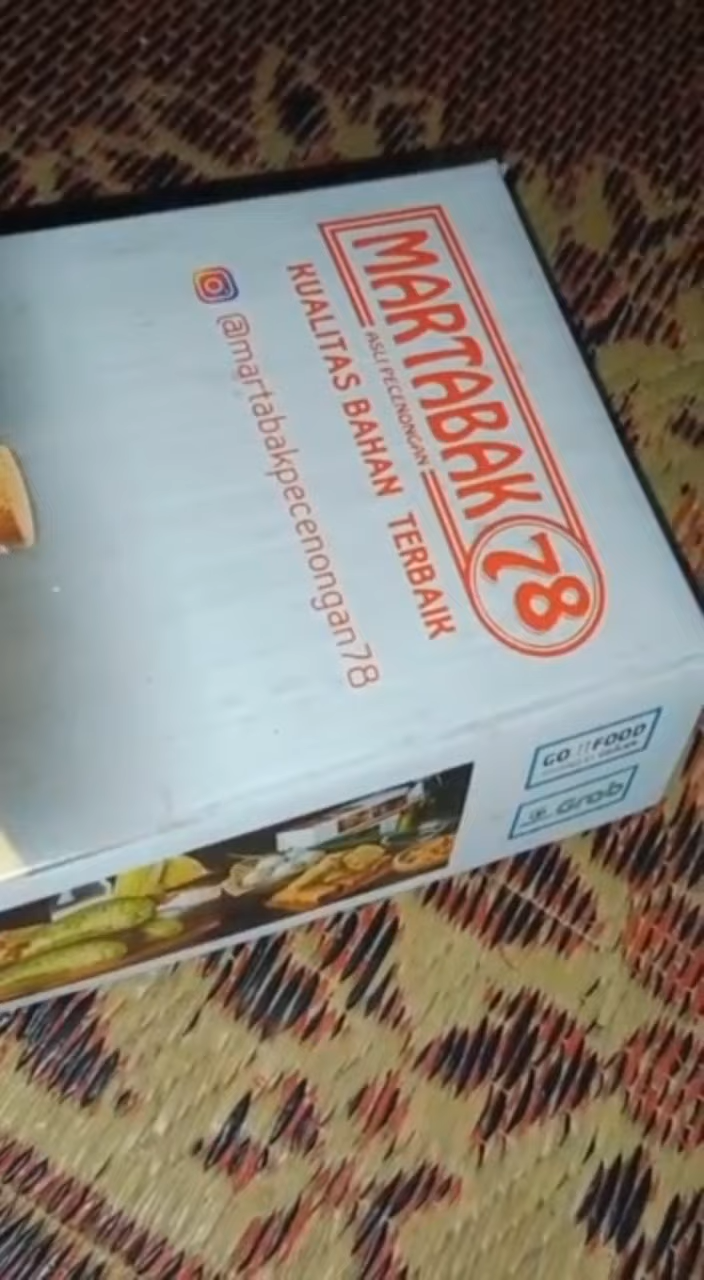 MARTABAK 78
ASLI PECENONGAN
KUALITAS BAHAN TERBAIK
@martabakpecenongan78
GO FOOD
Grab